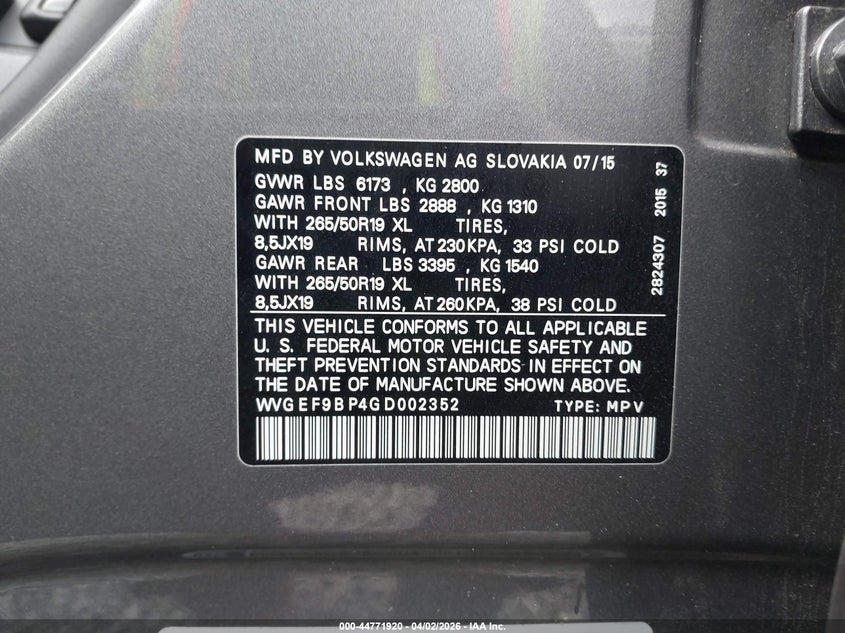 MFD BY VOLKSWAGEN AG SLOVAKIA 07/15
GVWR LBS 6173 , KG 2800
GAWR FRONT LBS 2888 , KG 1310
WITH 265/50R19 XL TIRES,
8,5JX19 RIMS, AT 230KPA, 33 PSI COLD
GAWR REAR LBS 3395 , KG 1540
WITH 265/50R19 XL TIRES,
8,5JX19 RIMS, AT 260KPA, 38 PSI COLD
THIS VEHICLE CONFORMS TO ALL APPLICABLE
U. S. FEDERAL MOTOR VEHICLE SAFETY AND
THEFT PREVENTION STANDARDS IN EFFECT ON
THE DATE OF MANUFACTURE SHOWN ABOVE.
WVGEF9BP4GD002352 TYPE: MPV
2824307 2015 37
000-44771920 - 04/02/2026 - IAA Inc.